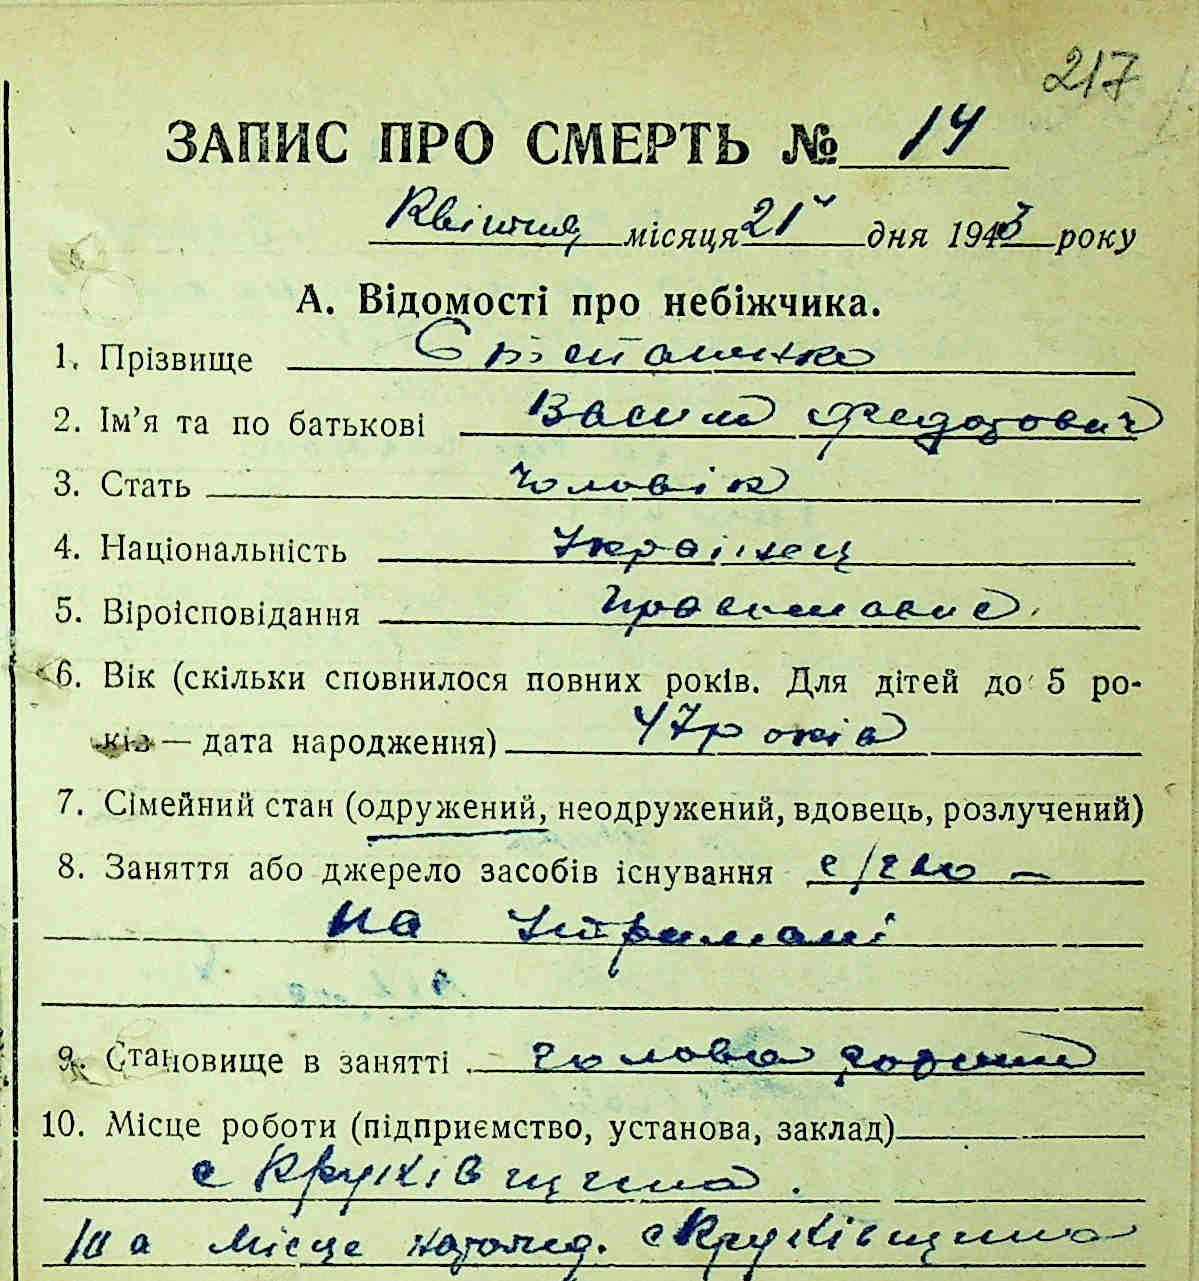 217
ЗАПИС ПРО СМЕРТЬ № 14
Квітня місяця 21 дня 1943 року
А. Відомості про небіжчика.
1. Прізвище
2. Ім’я та по батькові Василь Федотович
3. Стать Чоловік
4. Національність Українец
5. Віроісповідання
6. Вік (скільки сповнилося повних років. Для дітей до 5 ро-
ків — дата народження) 47 років
7. Сімейний стан (одружений, неодружений, вдовець, розлучений)
8. Заняття або джерело засобів існування с/г
на Утримані
9. Становище в занятті голова родини
10. Місце роботи (підприємство, установа, заклад)
с Круківщина.
10 а Місце народж. с Круківщина